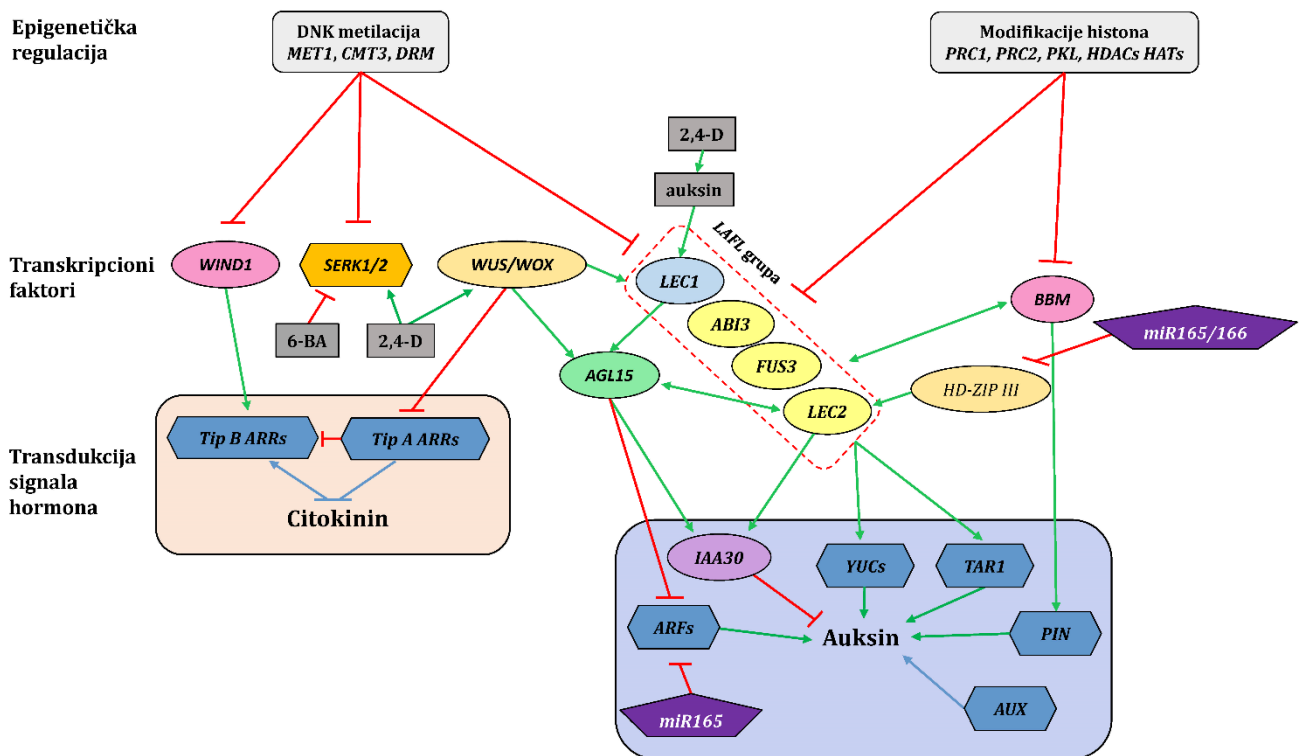 Epigenetička
regulacija
DNK metilacija
MET1, CMT3, DRM
Modifikacije histona
PRC1, PRC2, PKL, HDACs HATs
2,4-D
auksin
LAFL grupa
Transkripcioni
faktori
WIND1
SERK1/2
WUS/WOX
LEC1
BBM
ABI3
6-BA
2,4-D
miR165/166
FUS3
AGL15
HD-ZIP III
LEC2
Transdukcija
signala
hormona
Tip B ARRs
Tip A ARRs
Citokinin
IAA30
YUCs
TAR1
ARFs
Auksin
PIN
miR165
AUX